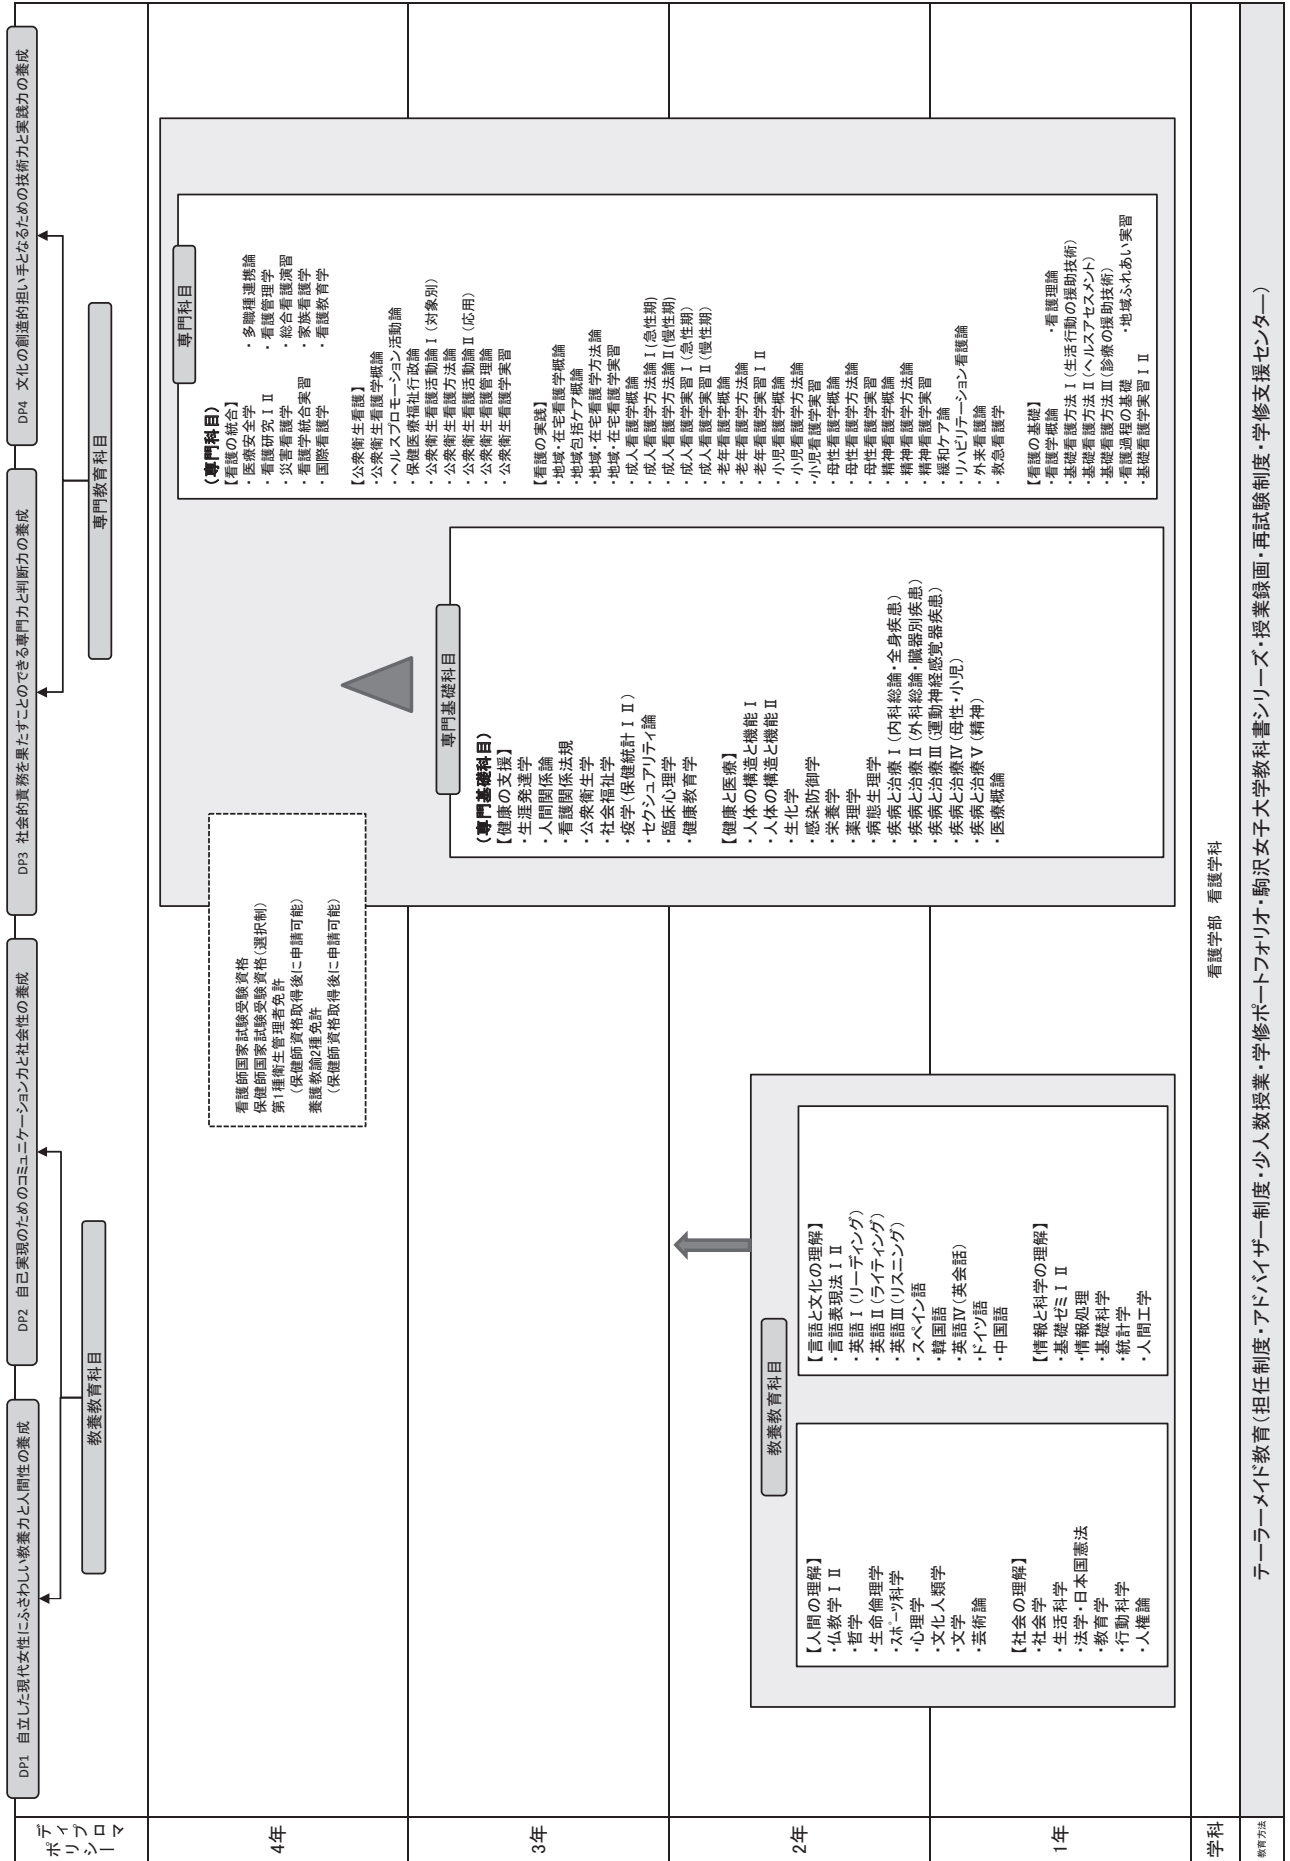 ディプロマ
ポリシー
DP1　自立した現代女性にふさわしい教養力と人間性の養成
DP2　自己実現のためのコミュニケーション力と社会性の養成
DP3　社会的責務を果たすことのできる専門力と判断力の養成
DP4　文化の創造的担い手となるための技術力と実践力の養成
教養教育科目
専門教育科目
4年
3年
2年
1年
看護師国家試験受験資格
保健師国家試験受験資格（選択制）
第1種衛生管理者免許
（保健師資格取得後に申請可能）
養護教諭2種免許
（保健師資格取得後に申請可能）
教養教育科目
【人間の理解】
・仏教学ⅠⅡ
・哲学
・生命倫理学
・スポーツ科学
・心理学
・文化人類学
・文学
・芸術論
【社会の理解】
・社会学
・生活科学
・法学・日本国憲法
・教育学
・行動科学
・人権論
【言語と文化の理解】
・言語表現法ⅠⅡ
・英語Ⅰ（リーディング）
・英語Ⅱ（ライティング）
・英語Ⅲ（リスニング）
・スペイン語
・韓国語
・英語Ⅳ（英会話）
・ドイツ語
・中国語
【情報と科学の理解】
・基礎ゼミⅠⅡ
・情報処理
・基礎科学
・統計学
・人間工学
専門基礎科目
（専門基礎科目）
【健康の支援】
・生涯発達学
・人間関係論
・看護関係法規
・公衆衛生学
・社会福祉学
・疫学（保健統計ⅠⅡ）
・セクシュアリティ論
・臨床心理学
・健康教育学
【健康と医療】
・人体の構造と機能Ⅰ
・人体の構造と機能Ⅱ
・生化学
・感染防御学
・栄養学
・薬理学
・病態生理学
・疾病と治療Ⅰ（内科総論・全身疾患）
・疾病と治療Ⅱ（外科総論・臓器別疾患）
・疾病と治療Ⅲ（運動神経感覚器疾患）
・疾病と治療Ⅳ（母性・小児）
・疾病と治療Ⅴ（精神）
・医療概論
専門科目
（専門科目）
【看護の統合】
・医療安全学　・多職種連携論
・看護研究ⅠⅡ　・看護管理学
・災害看護学　・総合看護演習
・看護学統合実習　・家族看護学
・国際看護学　・看護教育学
【公衆衛生看護】
・公衆衛生看護学概論
・ヘルスプロモーション活動論
・保健医療福祉行政論
・公衆衛生看護活動論Ⅰ（対象別）
・公衆衛生看護方法論
・公衆衛生看護活動論Ⅱ（応用）
・公衆衛生看護管理論
・公衆衛生看護学実習
【看護の実践】
・地域・在宅看護学概論
・地域包括ケア概論
・地域・在宅看護学方法論
・地域・在宅看護学実習
・成人看護学概論
・成人看護学方法論Ⅰ(急性期)
・成人看護学方法論Ⅱ(慢性期)
・成人看護学実習Ⅰ（急性期）
・成人看護学実習Ⅱ（慢性期）
・老年看護学概論
・老年看護学方法論
・老年看護学実習ⅠⅡ
・小児看護学概論
・小児看護学方法論
・小児看護学実習
・母性看護学概論
・母性看護学方法論
・母性看護学実習
・精神看護学概論
・精神看護学方法論
・精神看護学実習
・緩和ケア論
・リハビリテーション看護論
・外来看護論
・救急看護学
【看護の基礎】
・看護学概論　・看護理論
・基礎看護方法Ⅰ（生活行動の援助技術）
・基礎看護方法Ⅱ（ヘルスアセスメント）
・基礎看護方法Ⅲ（診療の援助技術）
・看護過程の基礎　・地域ふれあい実習
・基礎看護学実習ⅠⅡ
学科
看護学部　看護学科
教育方法
テーラーメイド教育（担任制度・アドバイザー制度・少人数授業・学修ポートフォリオ・駒沢女子大学教科書シリーズ・授業録画・再試験制度・学修支援センター）